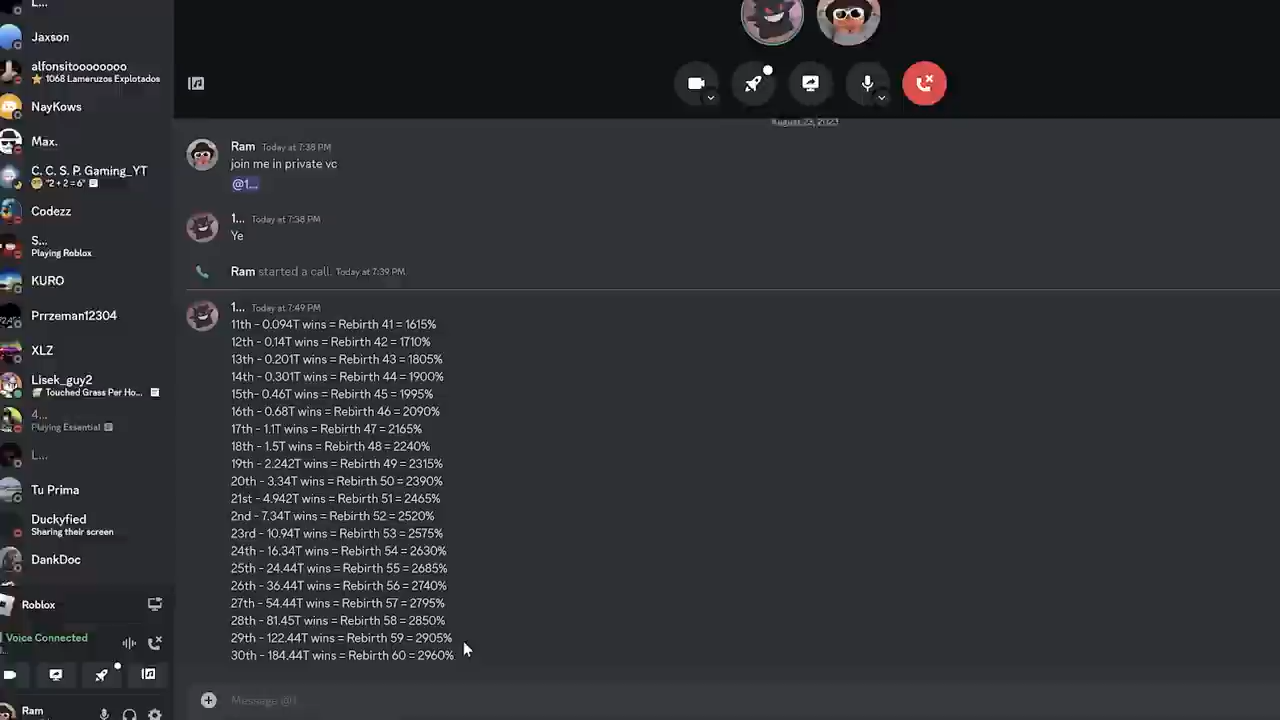 L...
Jaxson
alfonsitoooooooo
1068 Lameruzos Explotados
NayKows
Max.
C. C. S. P. Gaming_YT
"2 + 2 = 6"
Codezz
S...
Playing Roblox
KURO
Prrzeman12304
XLZ
Lisek_guy2
Touched Grass Per Ho...
4...
Playing Essential
L...
Tu Prima
Duckyfied
Sharing their screen
DankDoc
Roblox
Voice Connected
Ram
August 23, 2023
Ram Today at 7:38 PM
join me in private vc
@1...
1... Today at 7:38 PM
Ye
Ram started a call. Today at 7:39 PM
1... Today at 7:49 PM
11th - 0.094T wins = Rebirth 41 = 1615%
12th - 0.14T wins = Rebirth 42 = 1710%
13th - 0.201T wins = Rebirth 43 = 1805%
14th - 0.301T wins = Rebirth 44 = 1900%
15th- 0.46T wins = Rebirth 45 = 1995%
16th - 0.68T wins = Rebirth 46 = 2090%
17th - 1.1T wins = Rebirth 47 = 2165%
18th - 1.5T wins = Rebirth 48 = 2240%
19th - 2.242T wins = Rebirth 49 = 2315%
20th - 3.34T wins = Rebirth 50 = 2390%
21st - 4.942T wins = Rebirth 51 = 2465%
2nd - 7.34T wins = Rebirth 52 = 2520%
23rd - 10.94T wins = Rebirth 53 = 2575%
24th - 16.34T wins = Rebirth 54 = 2630%
25th - 24.44T wins = Rebirth 55 = 2685%
26th - 36.44T wins = Rebirth 56 = 2740%
27th - 54.44T wins = Rebirth 57 = 2795%
28th - 81.45T wins = Rebirth 58 = 2850%
29th - 122.44T wins = Rebirth 59 = 2905%
30th - 184.44T wins = Rebirth 60 = 2960%
Message @1